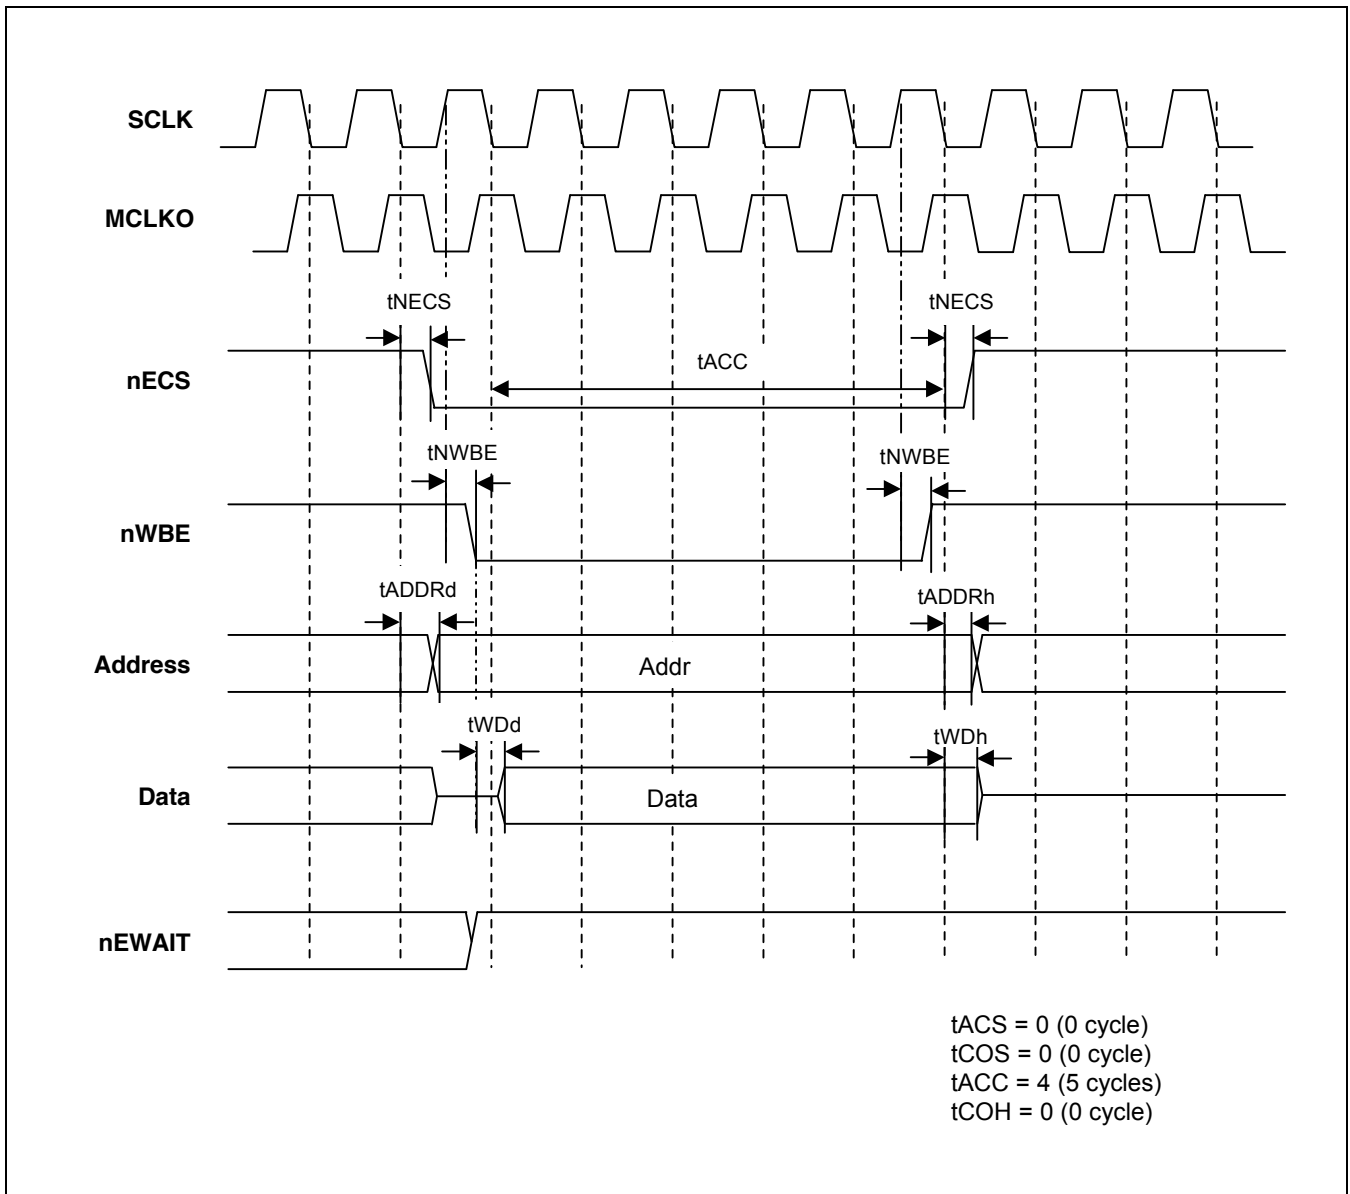 SCLK
MCLKO
tNECS
tNECS
nECS
tACC
tNWBE
tNWBE
nWBE
tADDRd
tADDRh
Address
Addr
tWDd
tWDh
Data
Data
nEWAIT
tACS = 0 (0 cycle)
tCOS = 0 (0 cycle)
tACC = 4 (5 cycles)
tCOH = 0 (0 cycle)